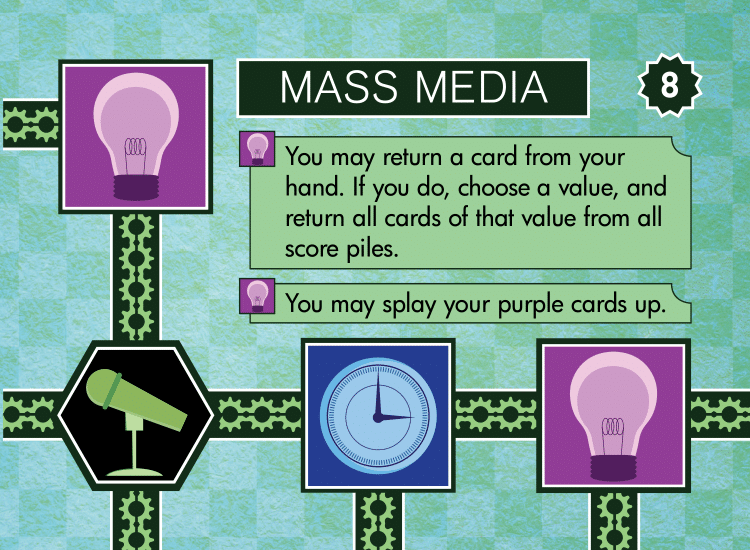 MASS MEDIA
8
You may return a card from your
hand. If you do, choose a value, and
return all cards of that value from all
score piles.
You may splay your purple cards up.